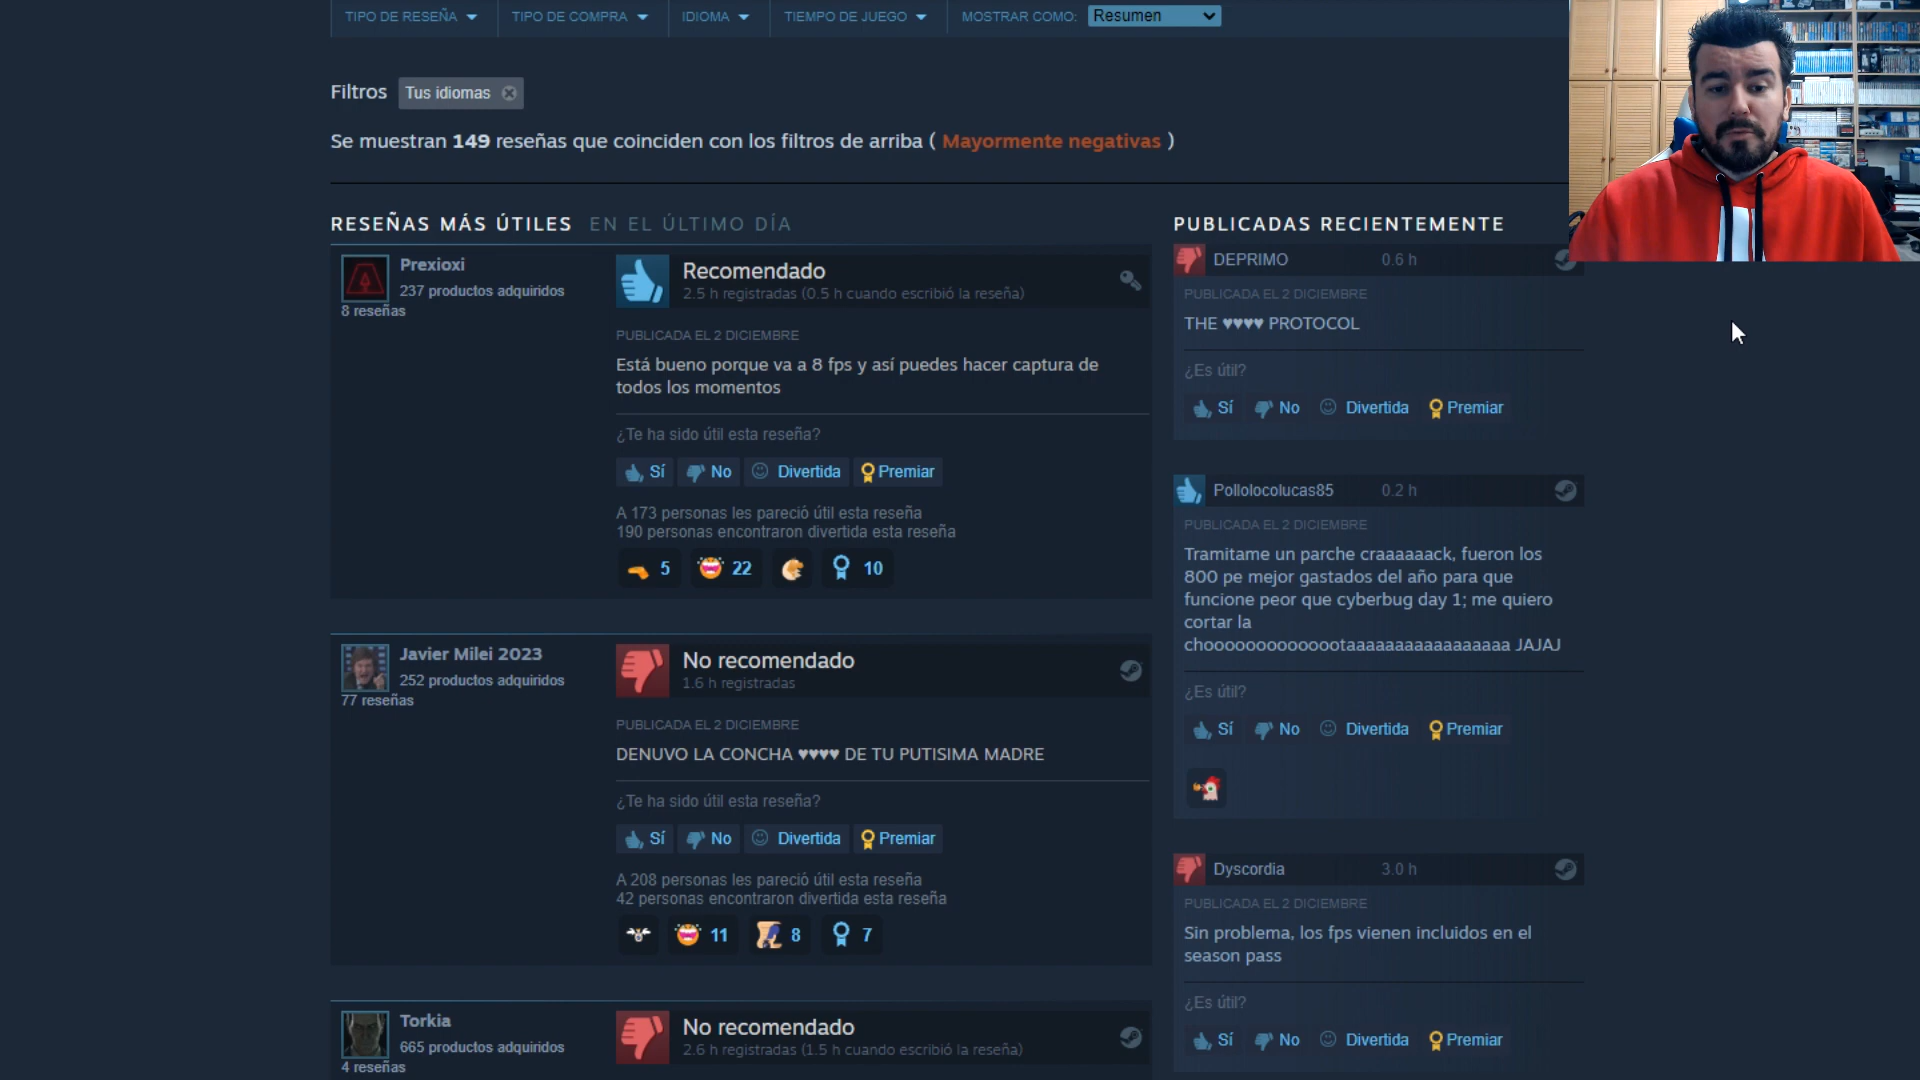 TIPO DE RESEÑA
TIPO DE COMPRA
IDIOMA
TIEMPO DE JUEGO
MOSTRAR COMO:
Resumen
Filtros
Tus idiomas
Se muestran 149 reseñas que coinciden con los filtros de arriba ( Mayormente negativas )
RESEÑAS MÁS ÚTILES EN EL ÚLTIMO DÍA
Prexioxi
237 productos adquiridos
8 reseñas
Recomendado
2.5 h registradas (0.5 h cuando escribió la reseña)
PUBLICADA EL 2 DICIEMBRE
Está bueno porque va a 8 fps y así puedes hacer captura de
todos los momentos
¿Te ha sido útil esta reseña?
Sí No Divertida Premiar
A 173 personas les pareció útil esta reseña
190 personas encontraron divertida esta reseña
5 22 10
Javier Milei 2023
252 productos adquiridos
77 reseñas
No recomendado
1.6 h registradas
PUBLICADA EL 2 DICIEMBRE
DENUVO LA CONCHA ♥♥♥♥ DE TU PUTISIMA MADRE
¿Te ha sido útil esta reseña?
Sí No Divertida Premiar
A 208 personas les pareció útil esta reseña
42 personas encontraron divertida esta reseña
11 8 7
Torkia
665 productos adquiridos
4 reseñas
No recomendado
2.6 h registradas (1.5 h cuando escribió la reseña)
PUBLICADAS RECIENTEMENTE
DEPRIMO 0.6 h
PUBLICADA EL 2 DICIEMBRE
THE ♥♥♥♥ PROTOCOL
¿Es útil?
Sí No Divertida Premiar
Pollolocolucas85 0.2 h
PUBLICADA EL 2 DICIEMBRE
Tramitame un parche craaaaaack, fueron los
800 pe mejor gastados del año para que
funcione peor que cyberbug day 1; me quiero
cortar la
chooooooooooooootaaaaaaaaaaaaaaaaa JAJAJ
¿Es útil?
Sí No Divertida Premiar
Dyscordia 3.0 h
PUBLICADA EL 2 DICIEMBRE
Sin problema, los fps vienen incluidos en el
season pass
¿Es útil?
Sí No Divertida Premiar